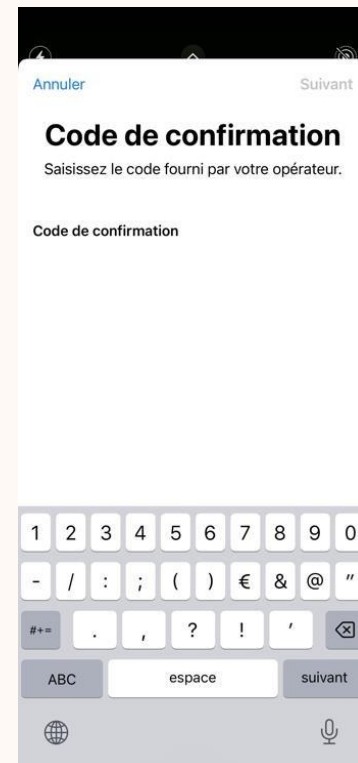 Annuler Suivant
Code de confirmation
Saisissez le code fourni par votre opérateur.
Code de confirmation
1 2 3 4 5 6 7 8 9 0
- / : ; ( ) € & @ "
#+= . , ? ! '
ABC espace suivant